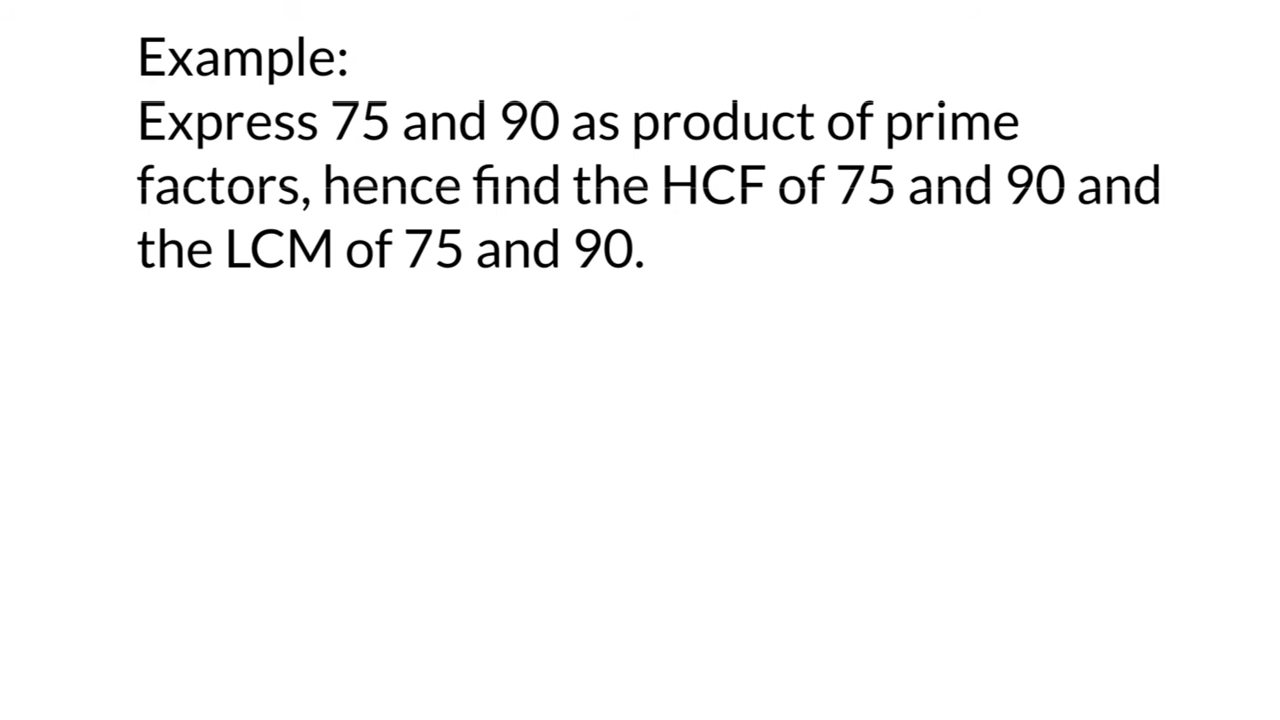 Example:
Express 75 and 90 as product of prime
factors, hence find the HCF of 75 and 90 and
the LCM of 75 and 90.